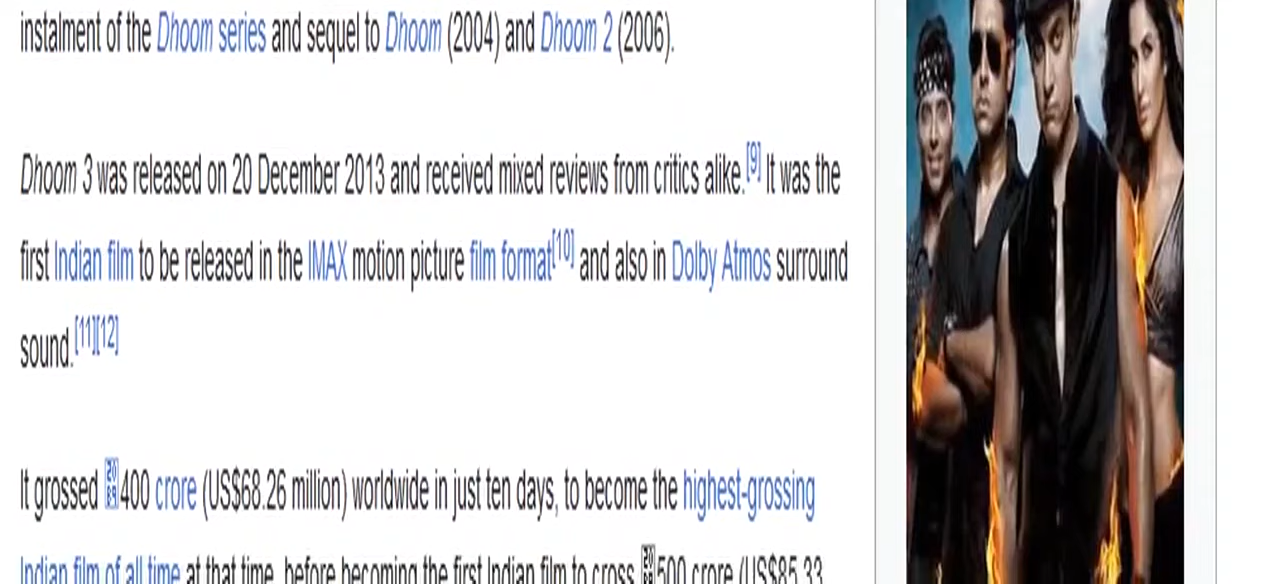 instalment of the Dhoom series and sequel to Dhoom (2004) and Dhoom 2 (2006).
Dhoom 3 was released on 20 December 2013 and received mixed reviews from critics alike.[9] It was the
first Indian film to be released in the IMAX motion picture film format[10] and also in Dolby Atmos surround
sound.[11][12]
It grossed 400 crore (US$68.26 million) worldwide in just ten days, to become the highest-grossing
Indian film of all time at that time, before becoming the first Indian film to cross 500 crore (US$85.33